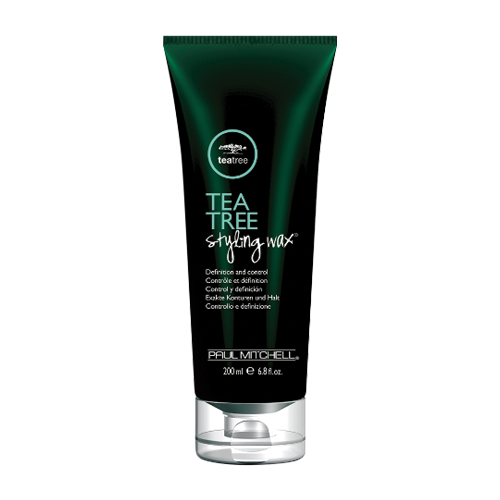 teatree
TEA
TREE
styling wax®
Definition and control
Contrôle et définition
Control y definición
Exakte Konturen und Halt
Controllo e definizione
PAUL MITCHELL®
200 ml ℮ 6.8 fl. oz.